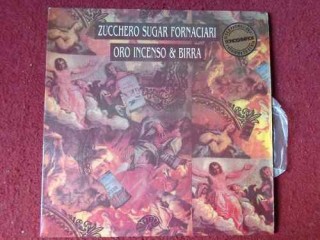 ZUCCHERO SUGAR FORNACIARI
ORO INCENSO & BIRRA